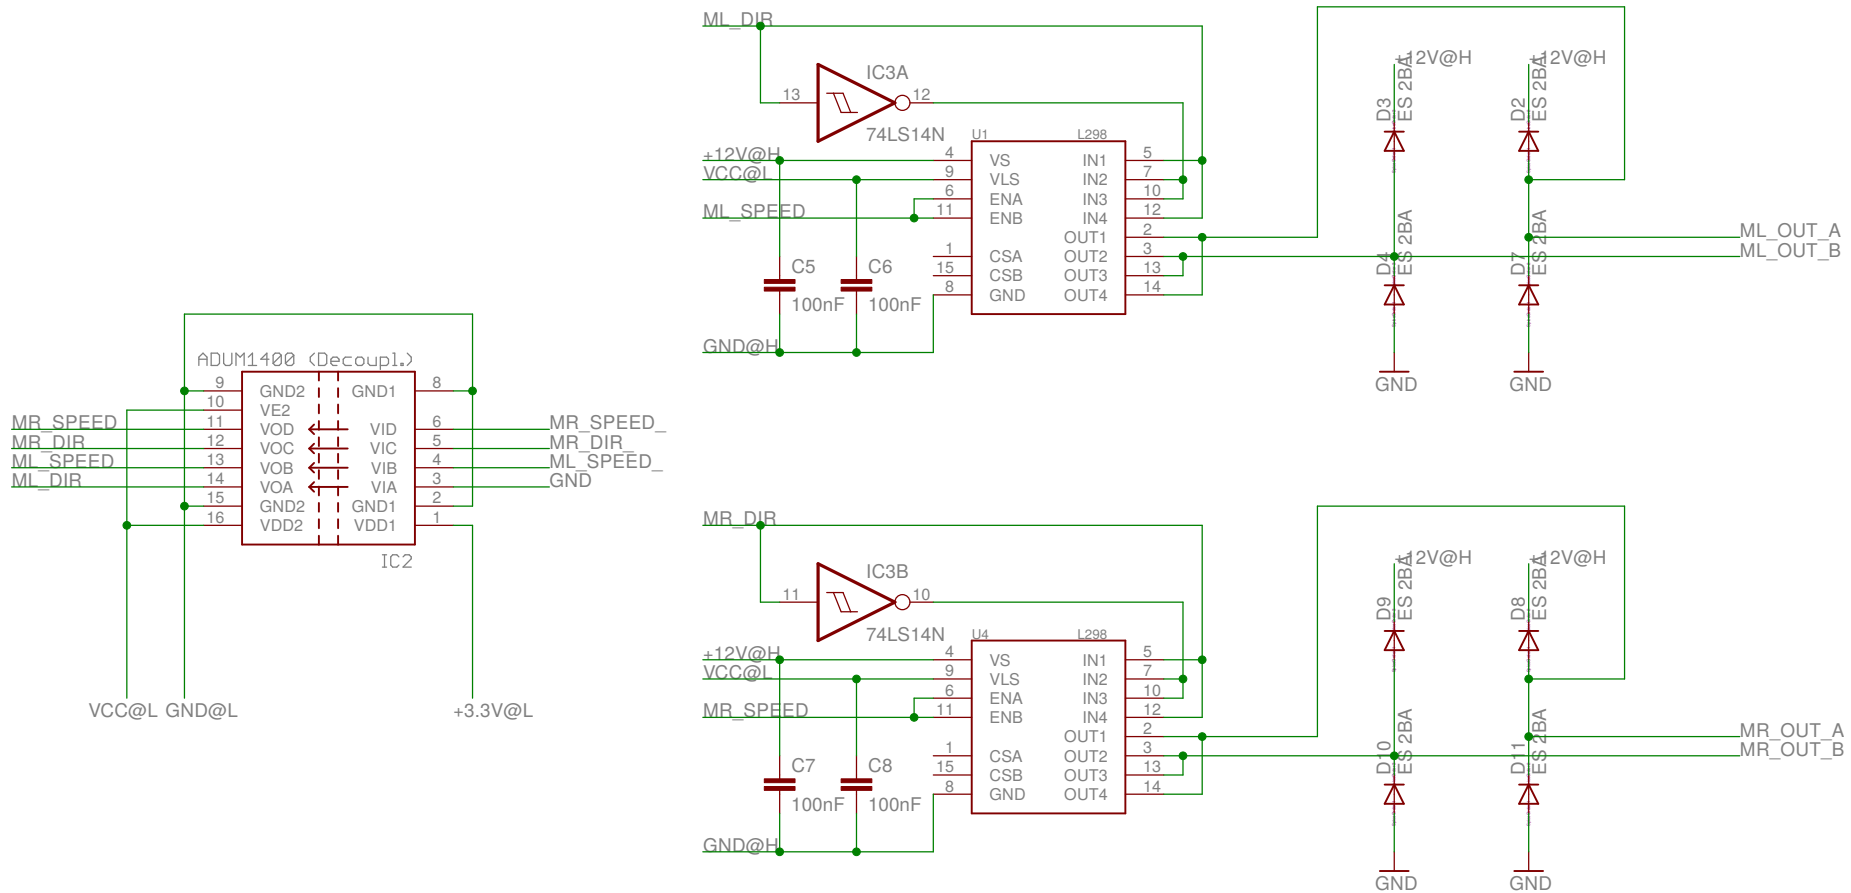 ML_DIR
IC3A
13
12
74LS14N
+12V@H
VCC@L
ML_SPEED
U1
L298
4 VS IN1 5
9 VLS IN2 7
6 ENA IN3 10
11 ENB IN4 12
OUT1 2
1 CSA OUT2 3
15 CSB OUT3 13
8 GND OUT4 14
C5
100nF
C6
100nF
GND@H
+12V@H
+12V@H
D3
ES 2BA
D2
ES 2BA
D4
ES 2BA
D7
ES 2BA
ML_OUT_A
ML_OUT_B
GND
GND
ADUM1400 (Decoupl.)
9 GND2 GND1 8
10 VE2
MR_SPEED 11 VOD VID 6 MR_SPEED_
MR_DIR 12 VOC VIC 5 MR_DIR_
ML_SPEED 13 VOB VIB 4 ML_SPEED_
ML_DIR 14 VOA VIA 3 GND
15 GND2 GND1 2
16 VDD2 VDD1 1
IC2
VCC@L GND@L
+3.3V@L
MR_DIR
IC3B
11
10
74LS14N
+12V@H
VCC@L
MR_SPEED
U4
L298
4 VS IN1 5
9 VLS IN2 7
6 ENA IN3 10
11 ENB IN4 12
OUT1 2
1 CSA OUT2 3
15 CSB OUT3 13
8 GND OUT4 14
C7
100nF
C8
100nF
GND@H
+12V@H
+12V@H
D9
ES 2BA
D8
ES 2BA
D10
ES 2BA
D11
ES 2BA
MR_OUT_A
MR_OUT_B
GND
GND